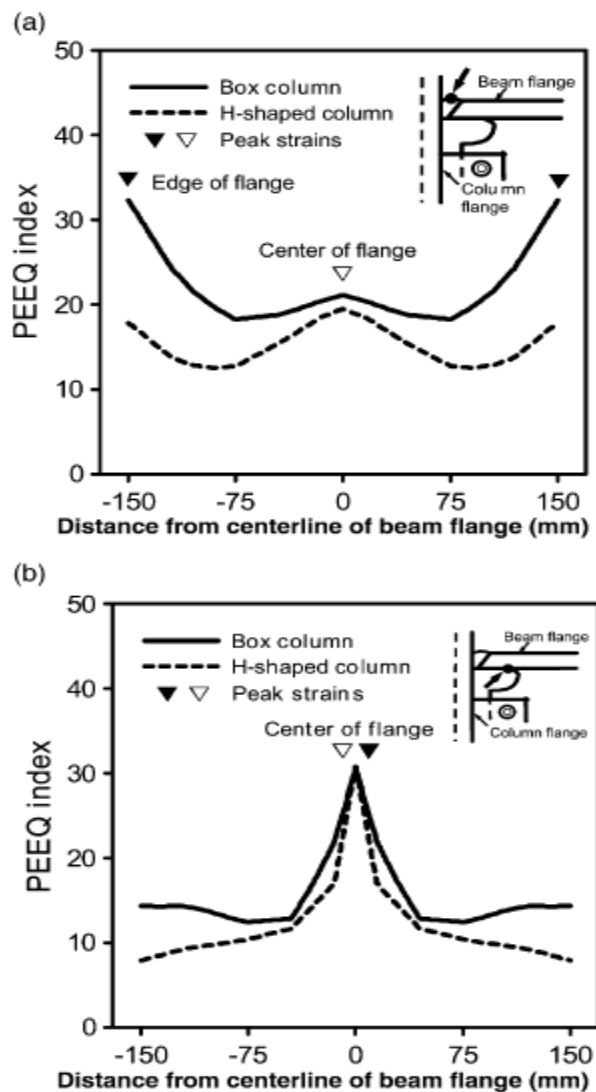 (a)
50
40
30
20
10
0
PEEQ index
Box column
H-shaped column
Peak strains
Edge of flange
Center of flange
Beam flange
Colu mn
flange
-150 -75 0 75 150
Distance from centerline of beam flange (mm)
(b)
50
40
30
20
10
0
PEEQ index
Box column
H-shaped column
Peak strains
Center of flange
Beam flange
Column flange
-150 -75 0 75 150
Distance from centerline of beam flange (mm)